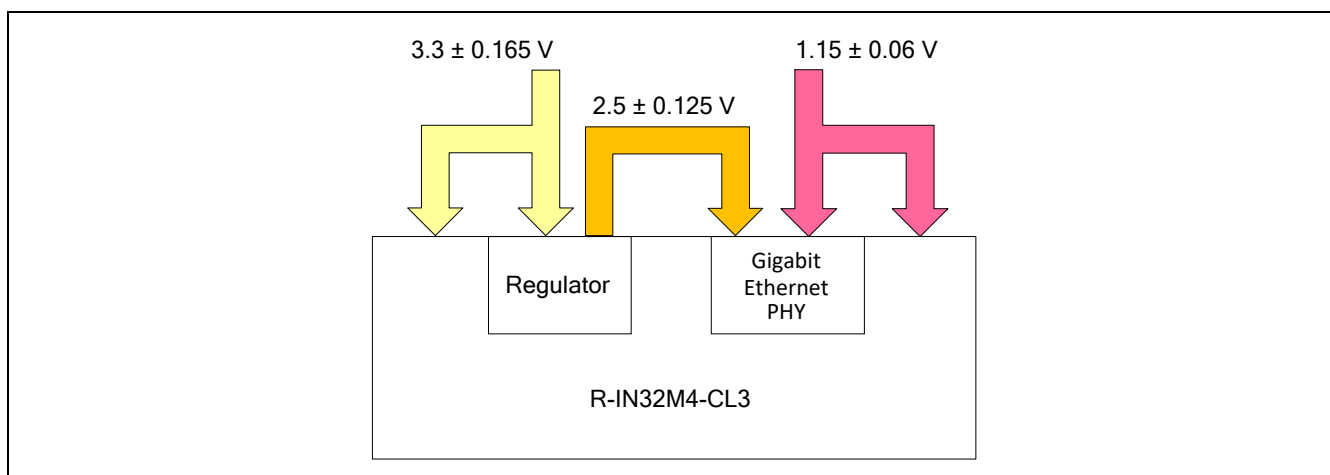 3.3 ± 0.165 V
1.15 ± 0.06 V
2.5 ± 0.125 V
Regulator
Gigabit
Ethernet
PHY
R-IN32M4-CL3